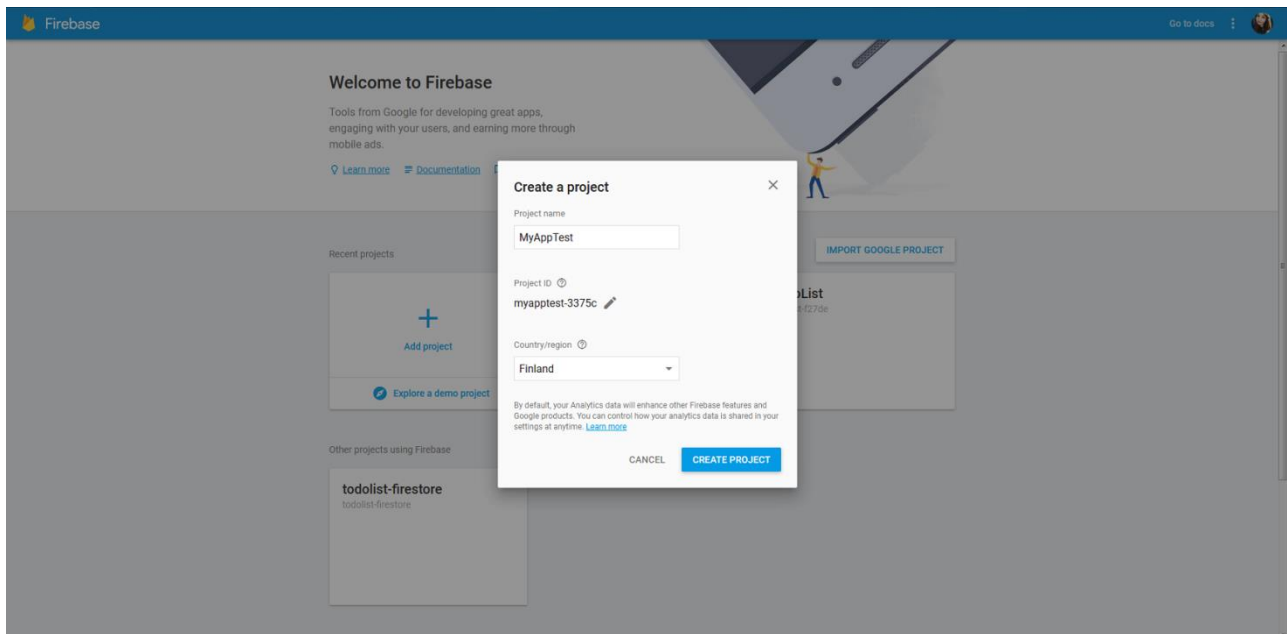 Firebase
Go to docs
Welcome to Firebase
Tools from Google for developing great apps,
engaging with your users, and earning more through
mobile ads.
Learn more
Documentation
Recent projects
IMPORT GOOGLE PROJECT
Add project
Explore a demo project
Create a project
Project name
MyAppTest
Project ID
myapptest-3375c
Country/region
Finland
By default, your Analytics data will enhance other Firebase features and
Google products. You can control how your analytics data is shared in your
settings at anytime. Learn more
CANCEL
CREATE PROJECT
Other projects using Firebase
todolist-firestore
todolist-firestore